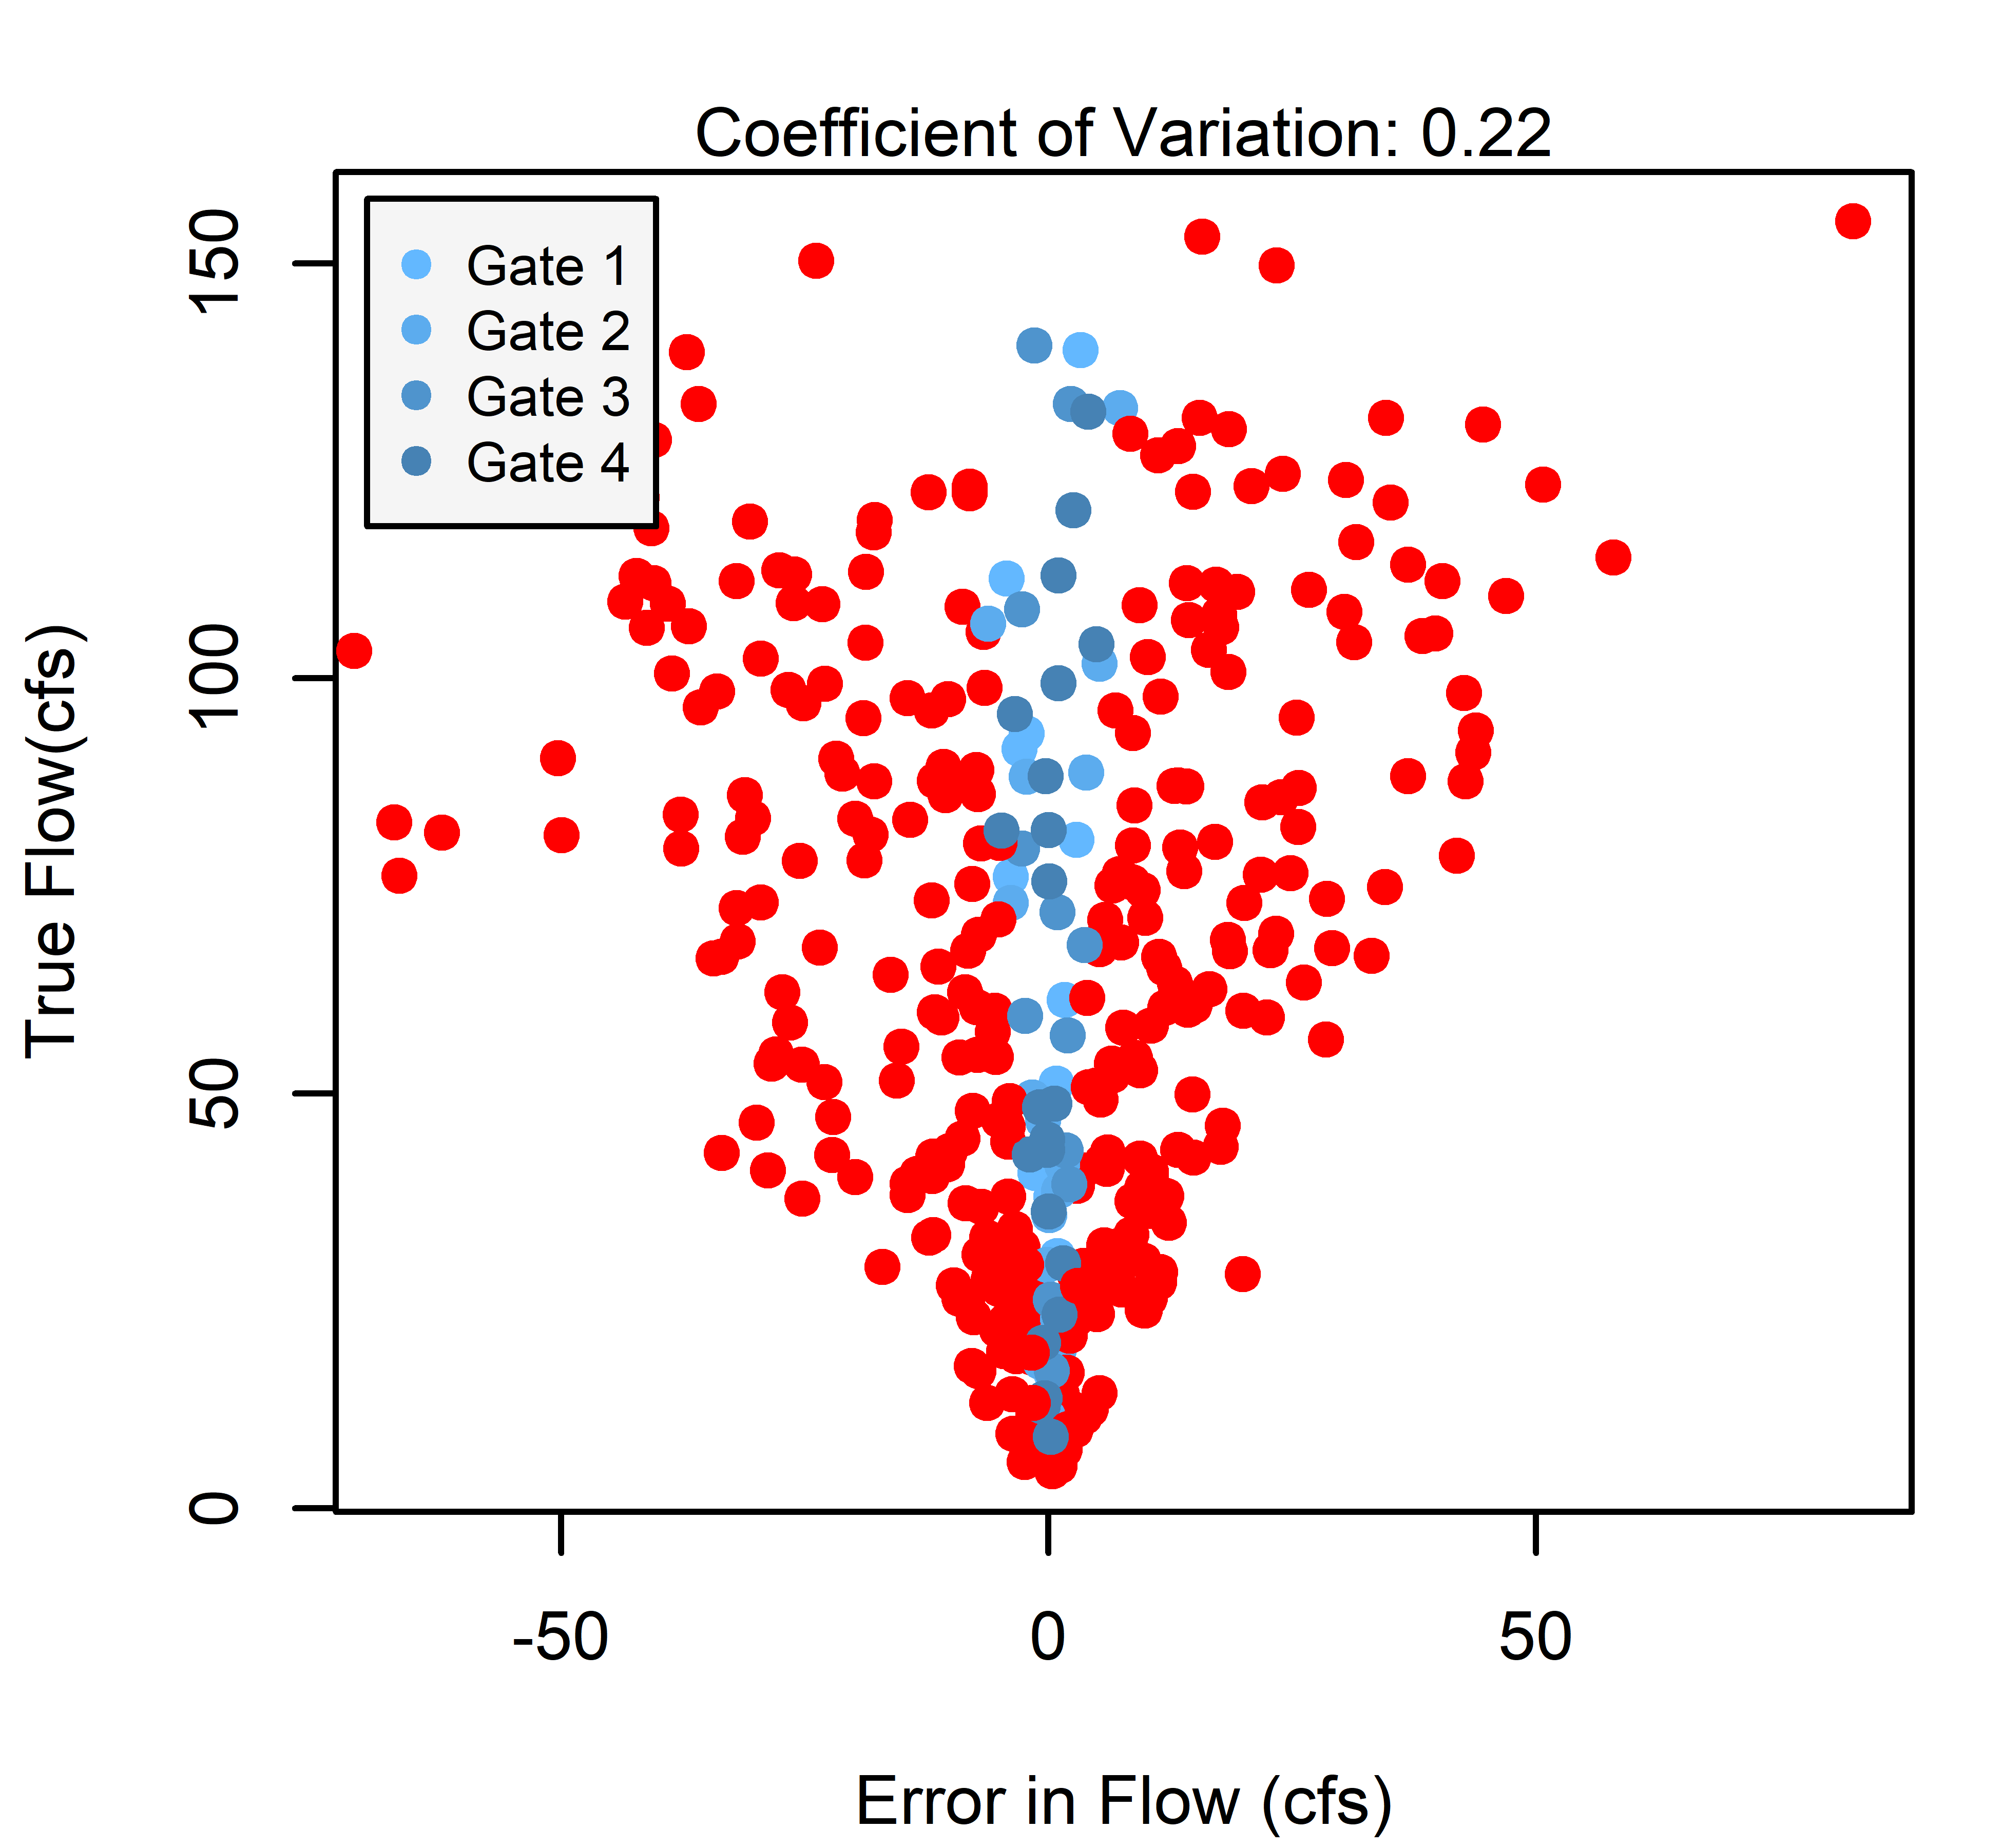 Coefficient of Variation: 0.22
Gate 1
Gate 2
Gate 3
Gate 4
True Flow(cfs)
150
100
50
0
-50 0 50
Error in Flow (cfs)